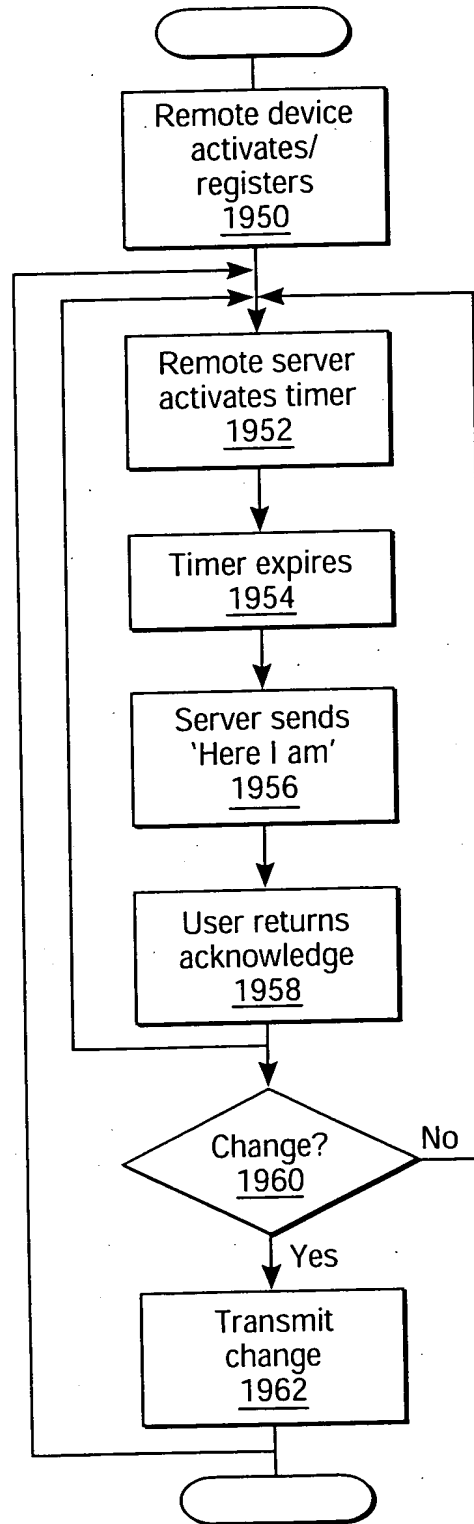 Remote device
activates/
registers
1950
Remote server
activates timer
1952
Timer expires
1954
Server sends
'Here I am'
1956
User returns
acknowledge
1958
Change?
1960
No
Yes
Transmit
change
1962